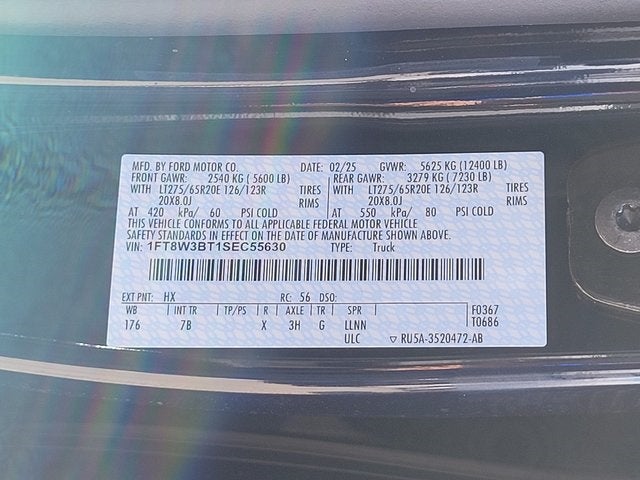 MFD. BY FORD MOTOR CO. DATE: 02/25 GVWR: 5625 KG (12400 LB)
FRONT GAWR: 2540 KG (5600 LB) REAR GAWR: 3279 KG (7230 LB)
WITH LT275/65R20E 126/123R TIRES WITH LT275/65R20E 126/123R TIRES
20X8.0J RIMS 20X8.0J RIMS
AT 420 kPa/ 60 PSI COLD AT 550 kPa/ 80 PSI COLD
THIS VEHICLE CONFORMS TO ALL APPLICABLE FEDERAL MOTOR VEHICLE
SAFETY STANDARDS IN EFFECT ON THE DATE OF MANUFACTURE SHOWN ABOVE.
VIN: 1FT8W3BT1SEC55630 TYPE: Truck
EXT PNT: HX RC: 56 DSO:
WB INT TR TP/PS R AXLE TR SPR F0367
176 7B X 3H G LLNN T0686
ULC ▽ RU5A-3520472-AB